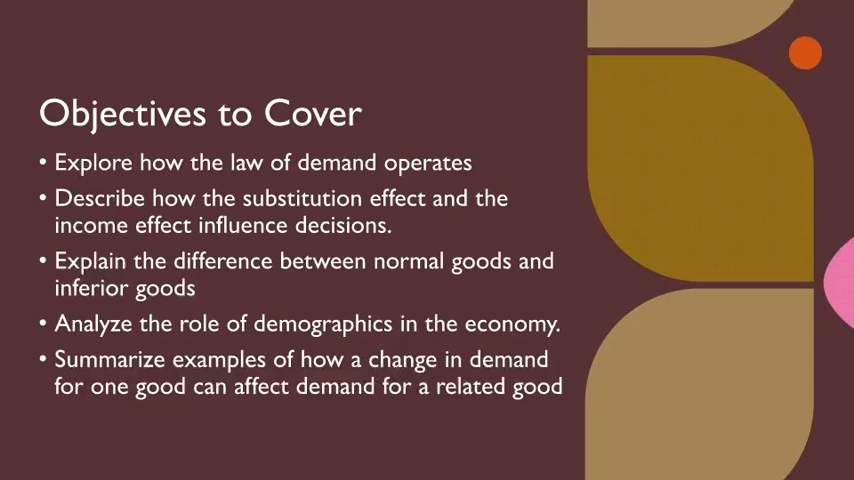 Objectives to Cover
• Explore how the law of demand operates
• Describe how the substitution effect and the
income effect influence decisions.
• Explain the difference between normal goods and
inferior goods
• Analyze the role of demographics in the economy.
• Summarize examples of how a change in demand
for one good can affect demand for a related good